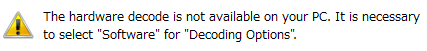 The hardware decode is not available on your PC. It is necessary
to select "Software" for "Decoding Options".